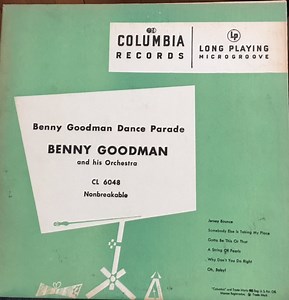 COLUMBIA
RECORDS
Lp
LONG PLAYING
MICROGROOVE
Benny Goodman Dance Parade
BENNY GOODMAN
and his Orchestra
CL 6048
Nonbreakable
Jersey Bounce
Somebody Else Is Taking My Place
Gotta Be This Or That
A String Of Pearls
Why Don't You Do Right
Oh, Baby!